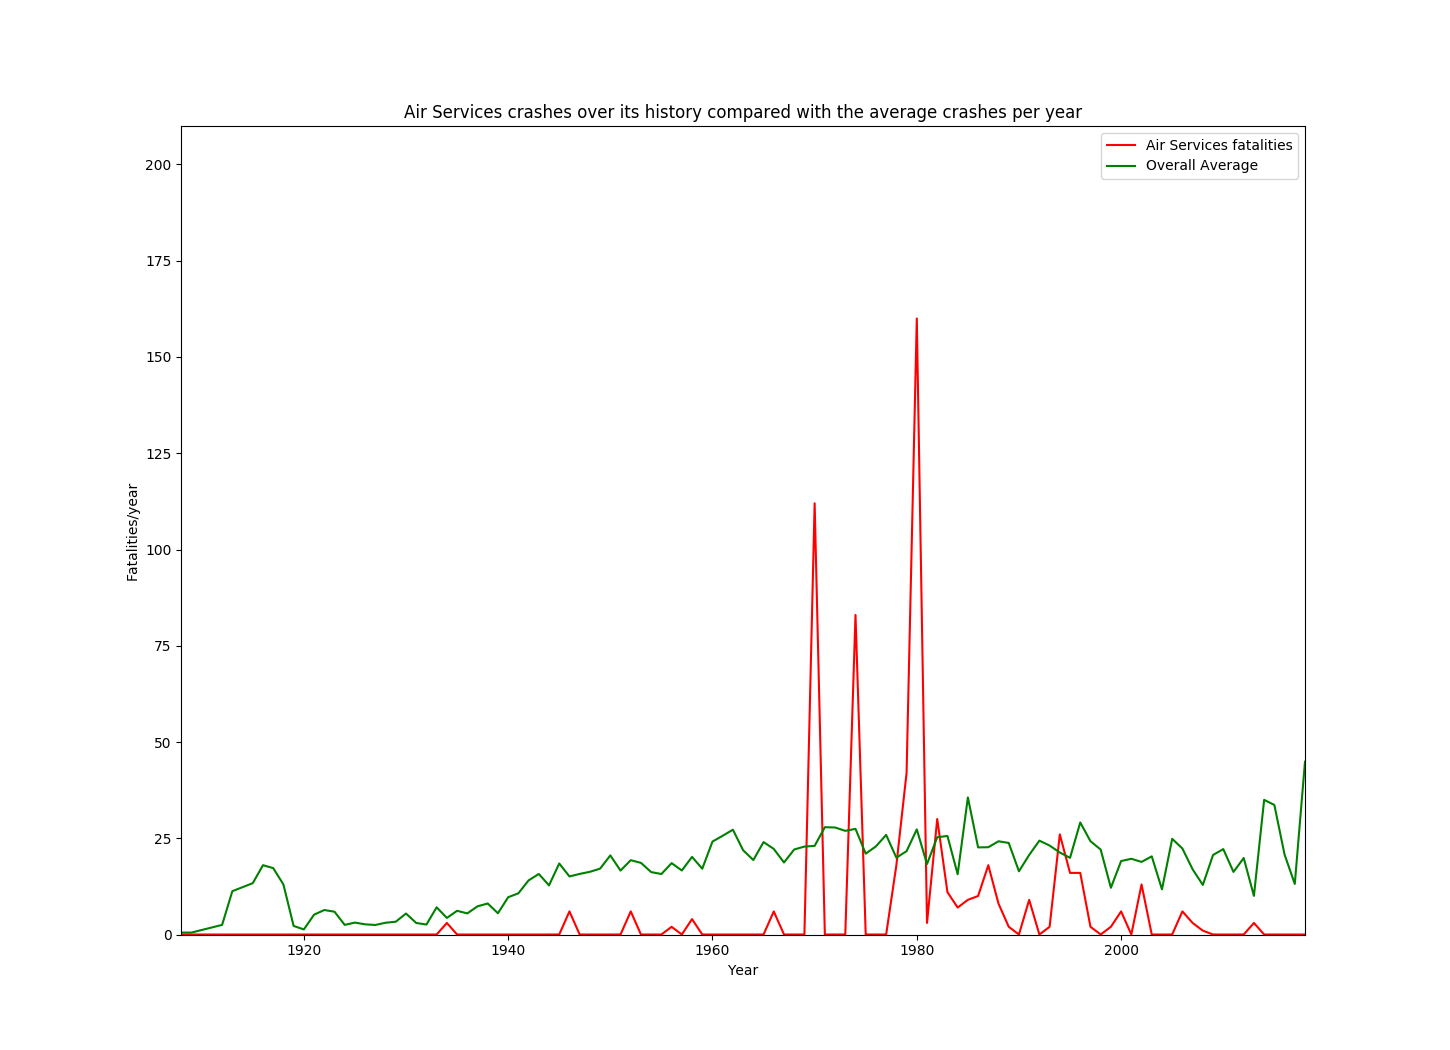 Air Services crashes over its history compared with the average crashes per year
Air Services fatalities
Overall Average
200
175
150
125
100
75
50
25
0
Fatalities/year
1920 1940 1960 1980 2000
Year